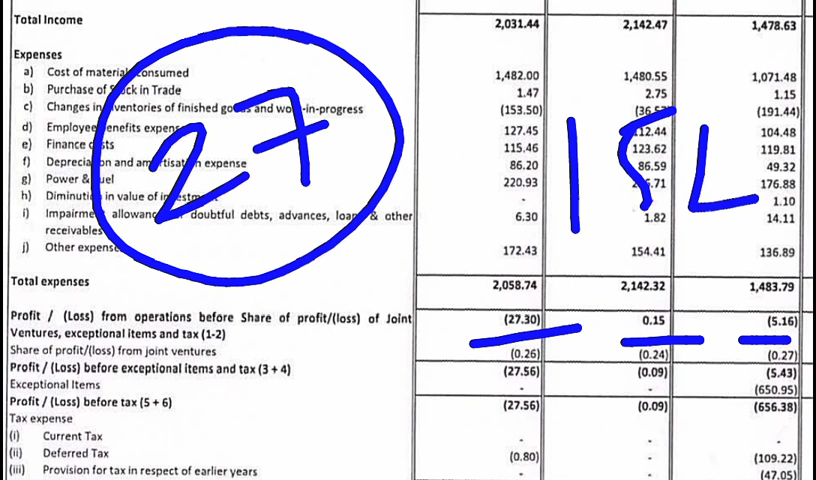 Total Income 2,031.44 2,142.47 1,478.63
Expenses
a) Cost of material consumed 1,482.00 1,480.55 1,071.48
b) Purchase of Stock in Trade 1.47 2.75 1.15
c) Changes in inventories of finished goods and work-in-progress (153.50) (191.44)
d) Employee benefits expense 127.45 112.44 104.48
e) Finance costs 115.46 123.62 119.81
f) Depreciation and amortisation expense 86.20 86.59 49.32
g) Power & fuel 220.93 176.88
h) Diminution in value of investment - 1.10
i) Impairment allowance doubtful debts, advances, loans & other 6.30 1.82 14.11
receivables
j) Other expenses 172.43 154.41 136.89
27
15L
Total expenses 2,058.74 2,142.32 1,483.79
Profit / (Loss) from operations before Share of profit/(loss) of Joint (27.30) 0.15 (5.16)
Ventures, exceptional items and tax (1-2)
Share of profit/(loss) from joint ventures (0.26) (0.24) (0.27)
Profit / (Loss) before exceptional items and tax (3 + 4) (27.56) (0.09) (5.43)
Exceptional Items - - (650.95)
Profit / (Loss) before tax (5 + 6) (27.56) (0.09) (656.38)
Tax expense
(i) Current Tax - - -
(ii) Deferred Tax (0.80) - (109.22)
(iii) Provision for tax in respect of earlier years - - (47.05)